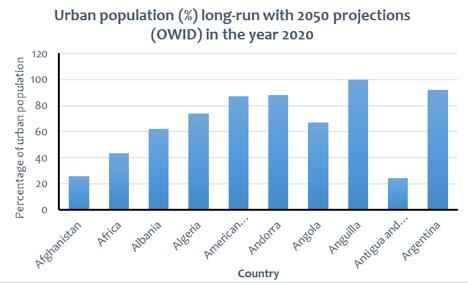 Urban population (%) long-run with 2050 projections
(OWID) in the year 2020
Percentage of urban population
120
100
80
60
40
20
0
Afghanistan
Africa
Albania
Algeria
American...
Andorra
Angola
Anguilla
Antigua and...
Argentina
Country